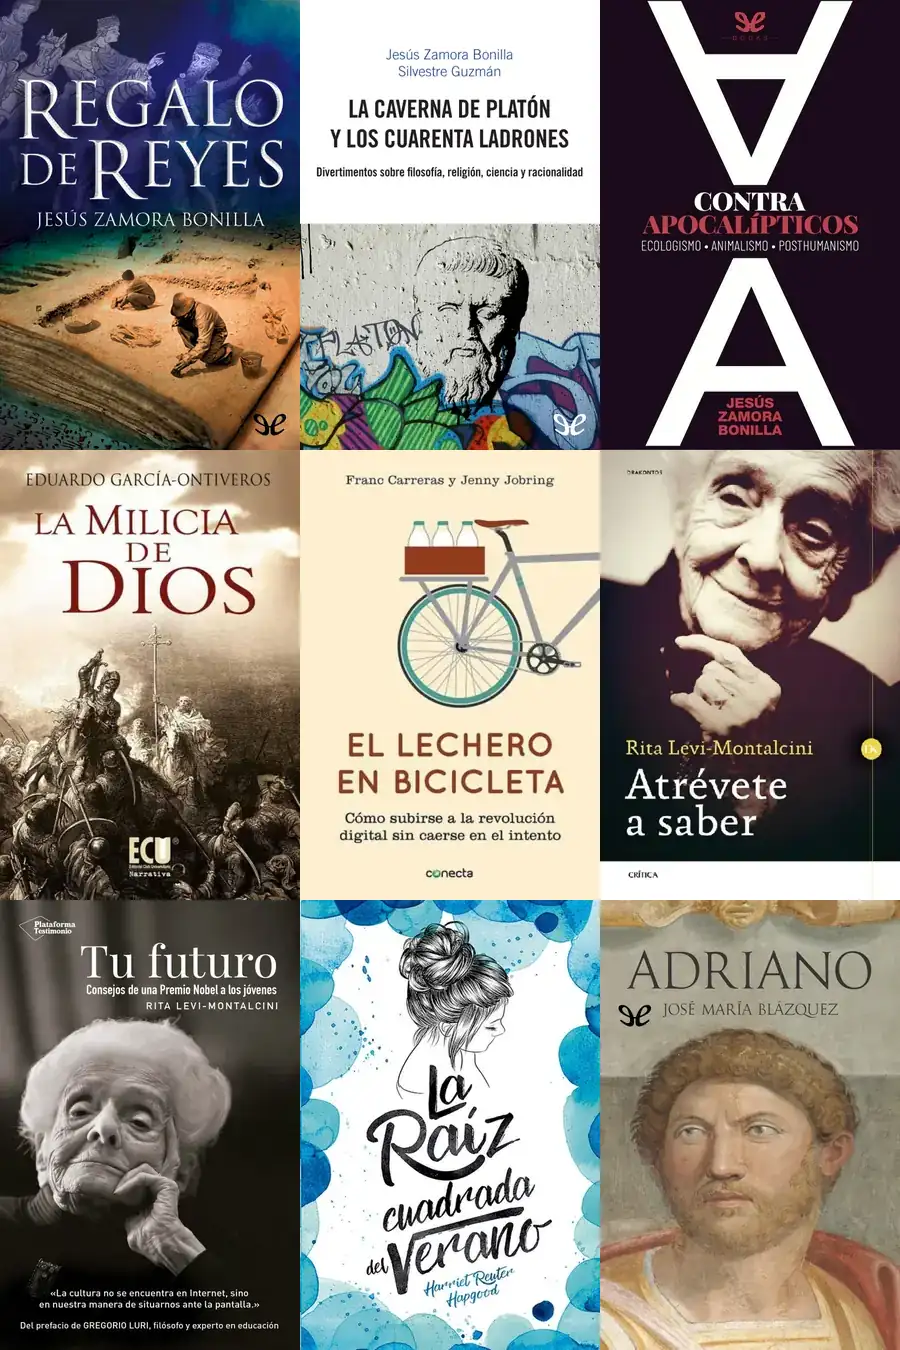 REGALO
DE REYES
JESÚS ZAMORA BONILLA
Jesús Zamora Bonilla
Silvestre Guzmán
LA CAVERNA DE PLATÓN
Y LOS CUARENTA LADRONES
Divertimentos sobre filosofía, religión, ciencia y racionalidad
PLATON
BOOKS
CONTRA
APOCALÍPTICOS
ECOLOGISMO • ANIMALISMO • POSTHUMANISMO
JESÚS
ZAMORA
BONILLA
EDUARDO GARCÍA-ONTIVEROS
LA MILICIA
DE
DIOS
ECU®
Editorial Club Universitario
Narrativa
Franc Carreras y Jenny Jobring
EL LECHERO
EN BICICLETA
Cómo subirse a la revolución
digital sin caerse en el intento
conecta
DRAKONTOS
Rita Levi-Montalcini
Atrévete
a saber
CRÍTICA
Plataforma
Testimonio
Tu futuro
Consejos de una Premio Nobel a los jóvenes
RITA LEVI-MONTALCINI
«La cultura no se encuentra en Internet, sino
en nuestra manera de situarnos ante la pantalla.»
Del prefacio de GREGORIO LURI, filósofo y experto en educación
La
Raíz
cuadrada
del Verano
Harriet Reuter
Hapgood
ADRIANO
JOSÉ MARÍA BLÁZQUEZ